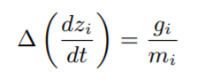 Δ(dz_i/dt) = g_i/m_i